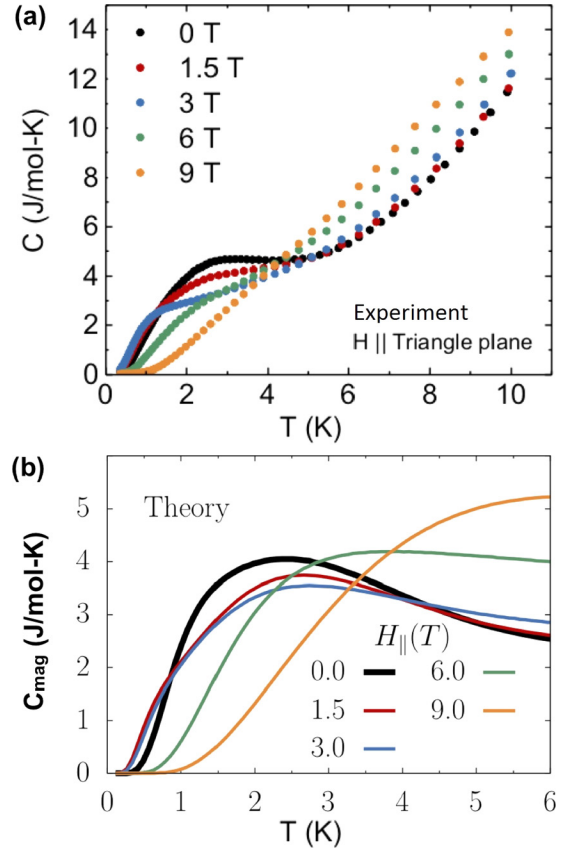 (a)
0 T
1.5 T
3 T
6 T
9 T
C (J/mol-K)
14
12
10
8
6
4
2
0
Experiment
H || Triangle plane
0 2 4 6 8 10
T (K)
(b)
Theory
C_mag (J/mol-K)
5
4
3
2
1
0
H_∥(T)
0.0 6.0
1.5 9.0
3.0
0 1 2 3 4 5 6
T (K)